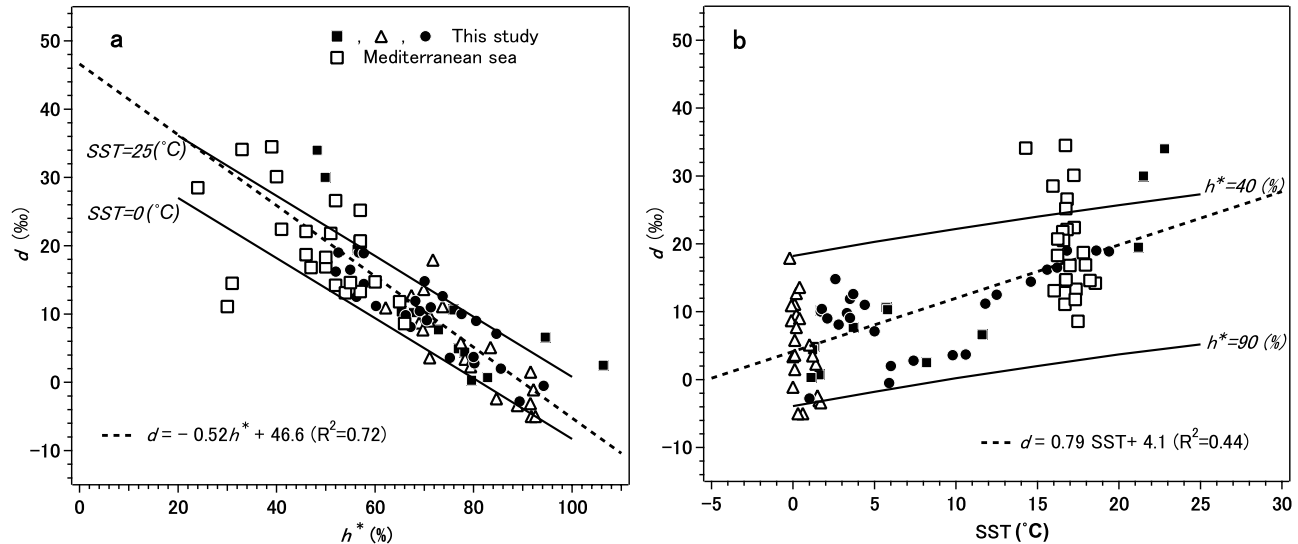 a
■ , △ , ● This study
□ Mediterranean sea
50
40
30
20
10
0
−10
d (‰)
SST=25(˚C)
SST=0(˚C)
d = − 0.52h* + 46.6 (R²=0.72)
0 20 40 60 80 100
h* (%)
b
50
40
30
20
10
0
−10
d (‰)
h*=40 (%)
h*=90 (%)
d = 0.79 SST+ 4.1 (R²=0.44)
−5 0 5 10 15 20 25 30
SST (˚C)